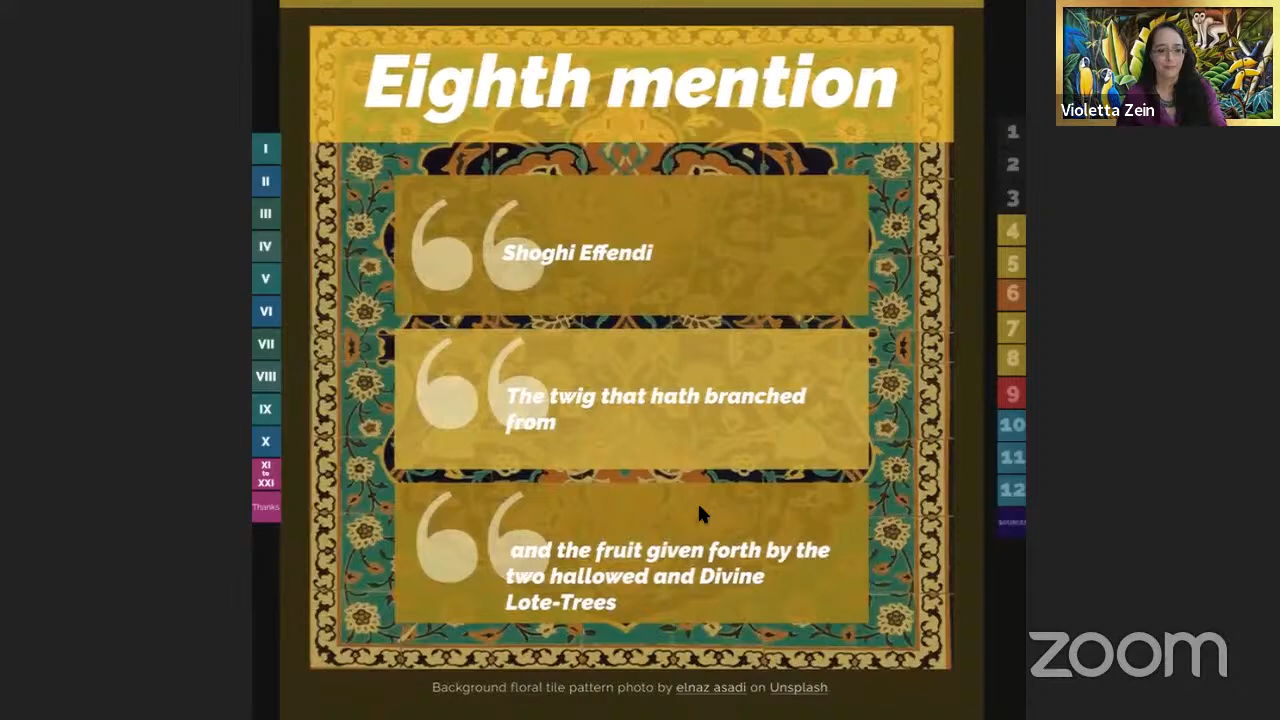 Eighth mention
Violetta Zein
I
II
III
IV
V
VI
VII
VIII
IX
X
XI
to
XXI
Thanks
Shoghi Effendi
The twig that hath branched
from
and the fruit given forth by the
two hallowed and Divine
Lote-Trees
1
2
3
4
5
6
7
8
9
10
11
12
SOURCES
zoom
Background floral tile pattern photo by elnaz asadi on Unsplash.